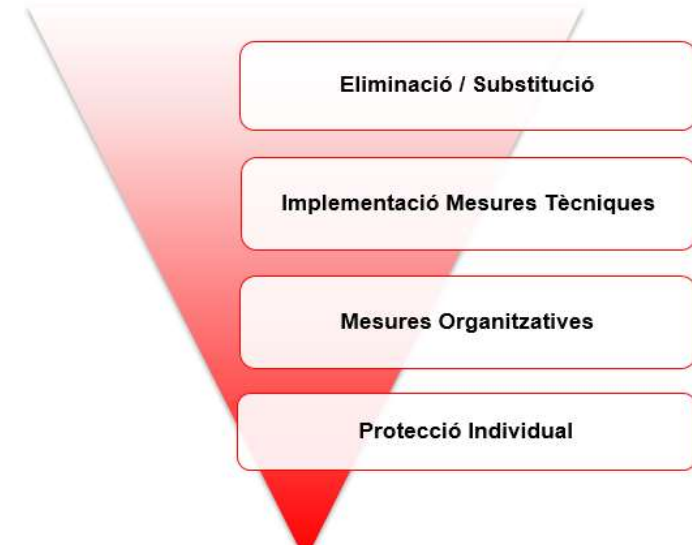 Eliminació / Substitució
Implementació Mesures Tècniques
Mesures Organitzatives
Protecció Individual